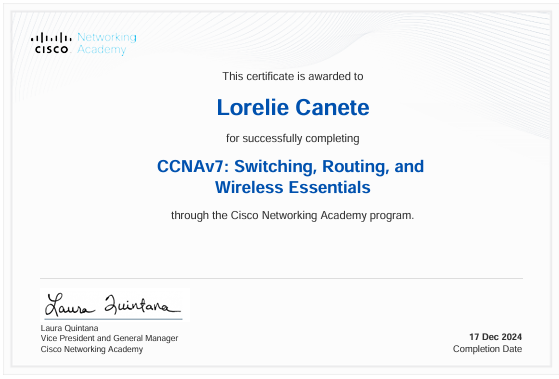 CISCO
Networking
Academy
This certificate is awarded to
Lorelie Canete
for successfully completing
CCNAv7: Switching, Routing, and
Wireless Essentials
through the Cisco Networking Academy program.
Laura Quintana
Laura Quintana
Vice President and General Manager
Cisco Networking Academy
17 Dec 2024
Completion Date